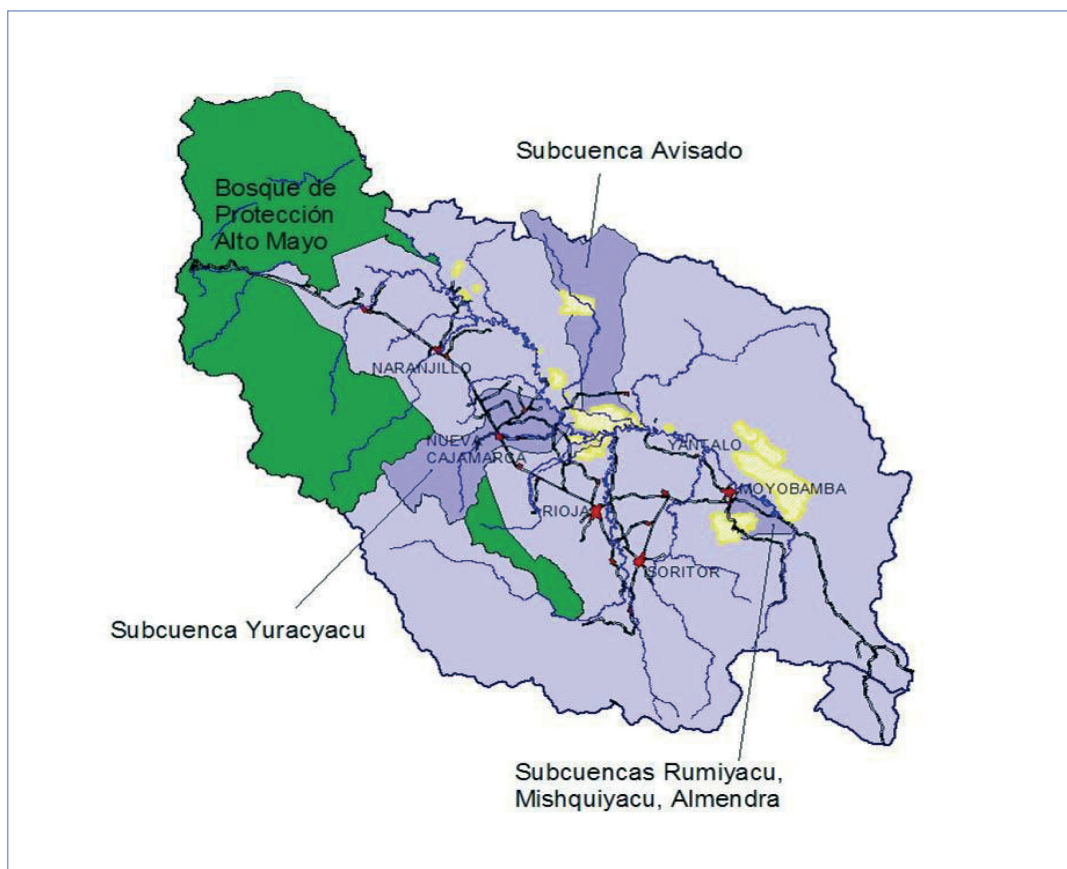 Subcuenca Avisado
Bosque de
Protección
Alto Mayo
NARANJILLO
NUEVA
CAJAMARCA
YANTALO
MOYOBAMBA
RIOJA
SORITOR
Subcuenca Yuracyacu
Subcuencas Rumiyacu,
Mishquiyacu, Almendra